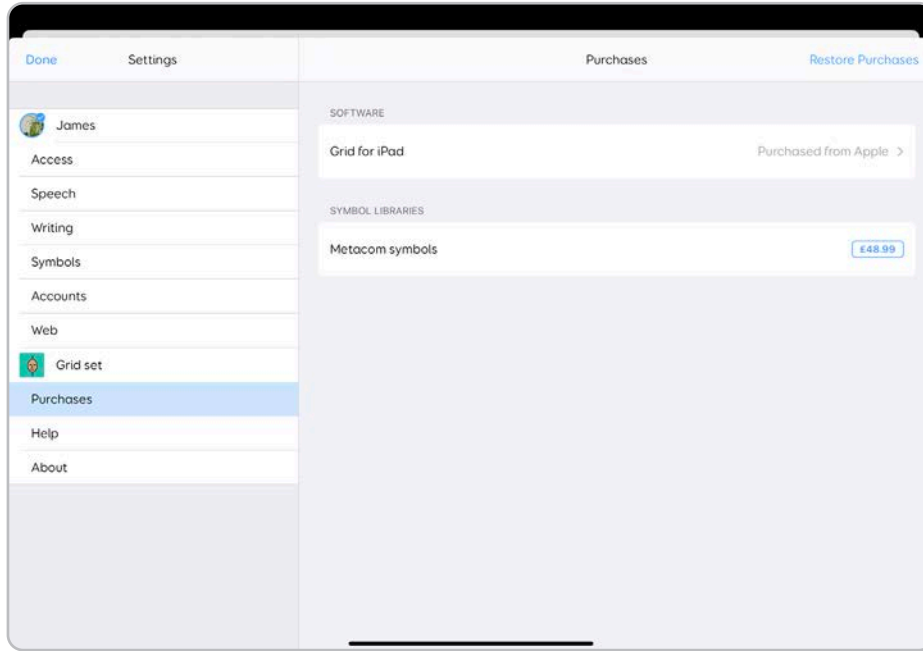 Done Settings Purchases Restore Purchases
James
Access
Speech
Writing
Symbols
Accounts
Web
Grid set
Purchases
Help
About
SOFTWARE
Grid for iPad Purchased from Apple >
SYMBOL LIBRARIES
Metacom symbols £48.99